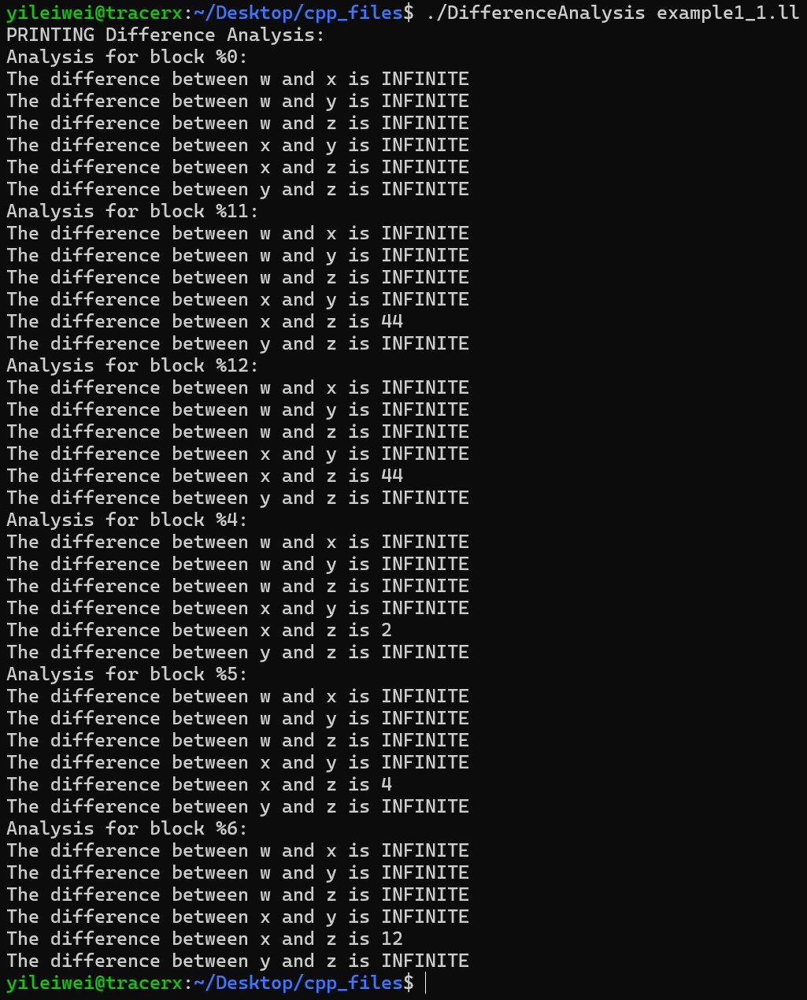 yileiwei@tracerx:~/Desktop/cpp_files$ ./DifferenceAnalysis example1_1.ll
PRINTING Difference Analysis:
Analysis for block %0:
The difference between w and x is INFINITE
The difference between w and y is INFINITE
The difference between w and z is INFINITE
The difference between x and y is INFINITE
The difference between x and z is INFINITE
The difference between y and z is INFINITE
Analysis for block %11:
The difference between w and x is INFINITE
The difference between w and y is INFINITE
The difference between w and z is INFINITE
The difference between x and y is INFINITE
The difference between x and z is 44
The difference between y and z is INFINITE
Analysis for block %12:
The difference between w and x is INFINITE
The difference between w and y is INFINITE
The difference between w and z is INFINITE
The difference between x and y is INFINITE
The difference between x and z is 44
The difference between y and z is INFINITE
Analysis for block %4:
The difference between w and x is INFINITE
The difference between w and y is INFINITE
The difference between w and z is INFINITE
The difference between x and y is INFINITE
The difference between x and z is 2
The difference between y and z is INFINITE
Analysis for block %5:
The difference between w and x is INFINITE
The difference between w and y is INFINITE
The difference between w and z is INFINITE
The difference between x and y is INFINITE
The difference between x and z is 4
The difference between y and z is INFINITE
Analysis for block %6:
The difference between w and x is INFINITE
The difference between w and y is INFINITE
The difference between w and z is INFINITE
The difference between x and y is INFINITE
The difference between x and z is 12
The difference between y and z is INFINITE
yileiwei@tracerx:~/Desktop/cpp_files$